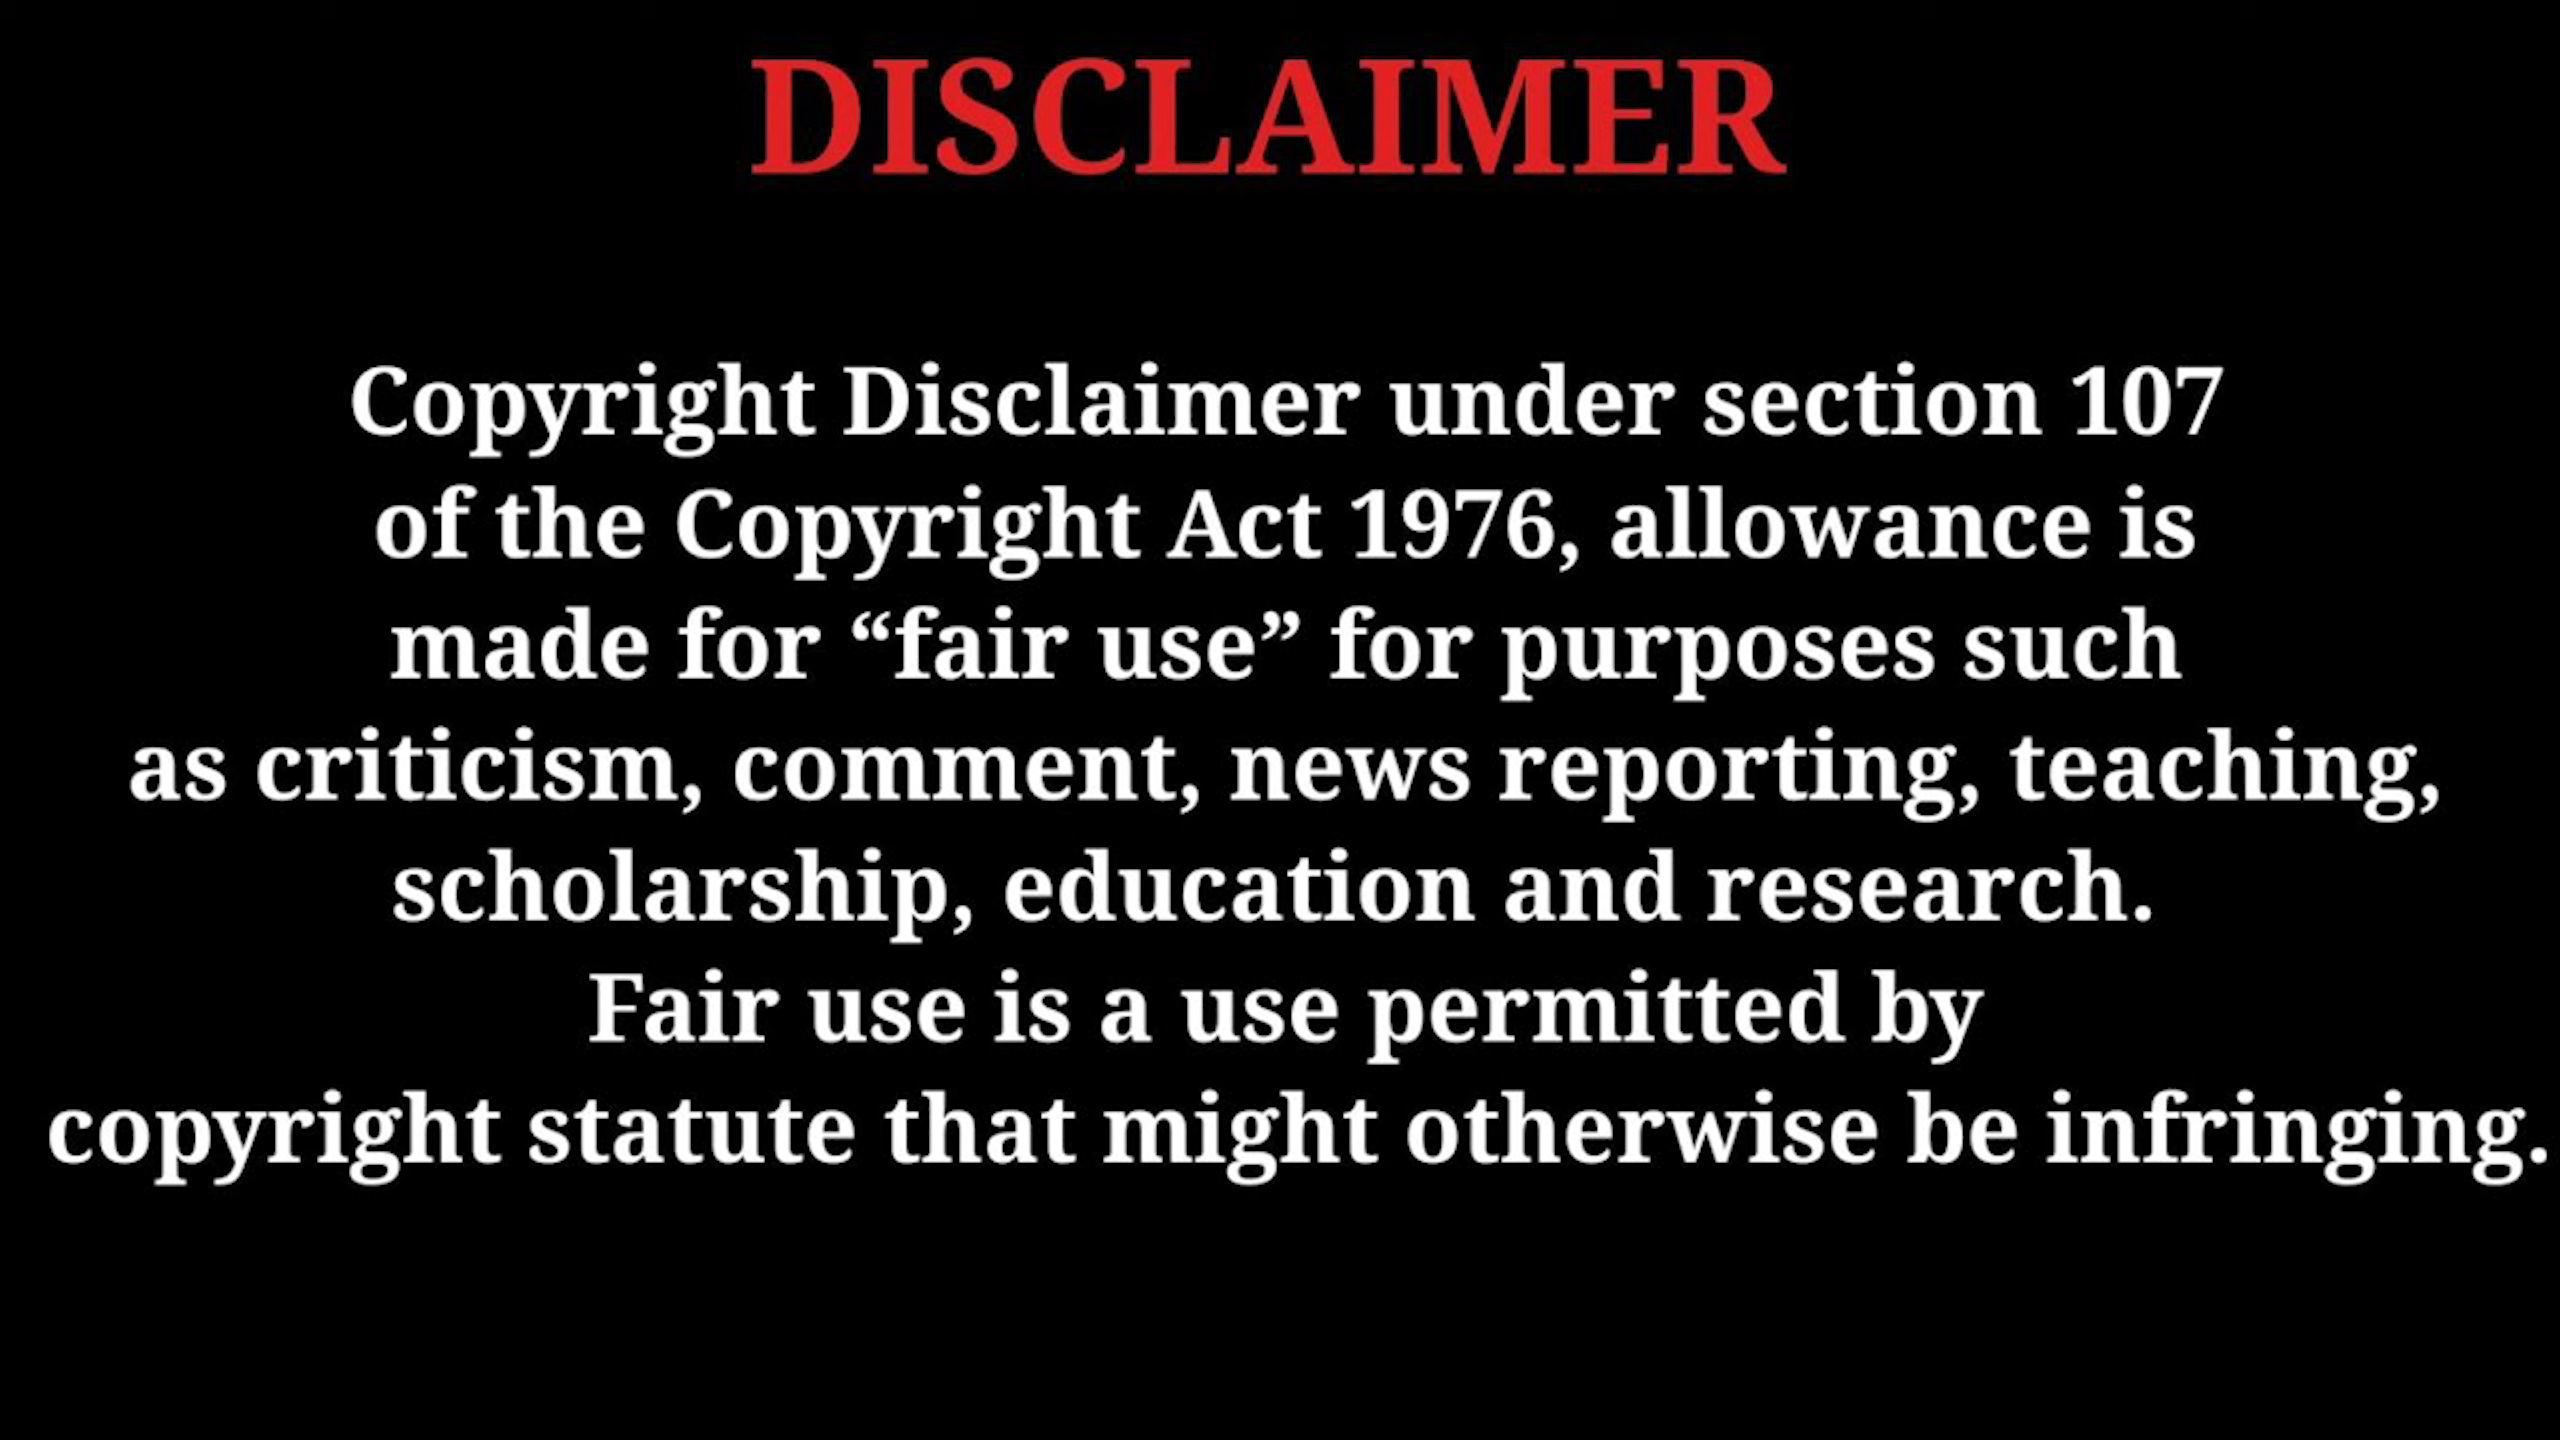 DISCLAIMER
Copyright Disclaimer under section 107
of the Copyright Act 1976, allowance is
made for “fair use” for purposes such
as criticism, comment, news reporting, teaching,
scholarship, education and research.
Fair use is a use permitted by
copyright statute that might otherwise be infringing.